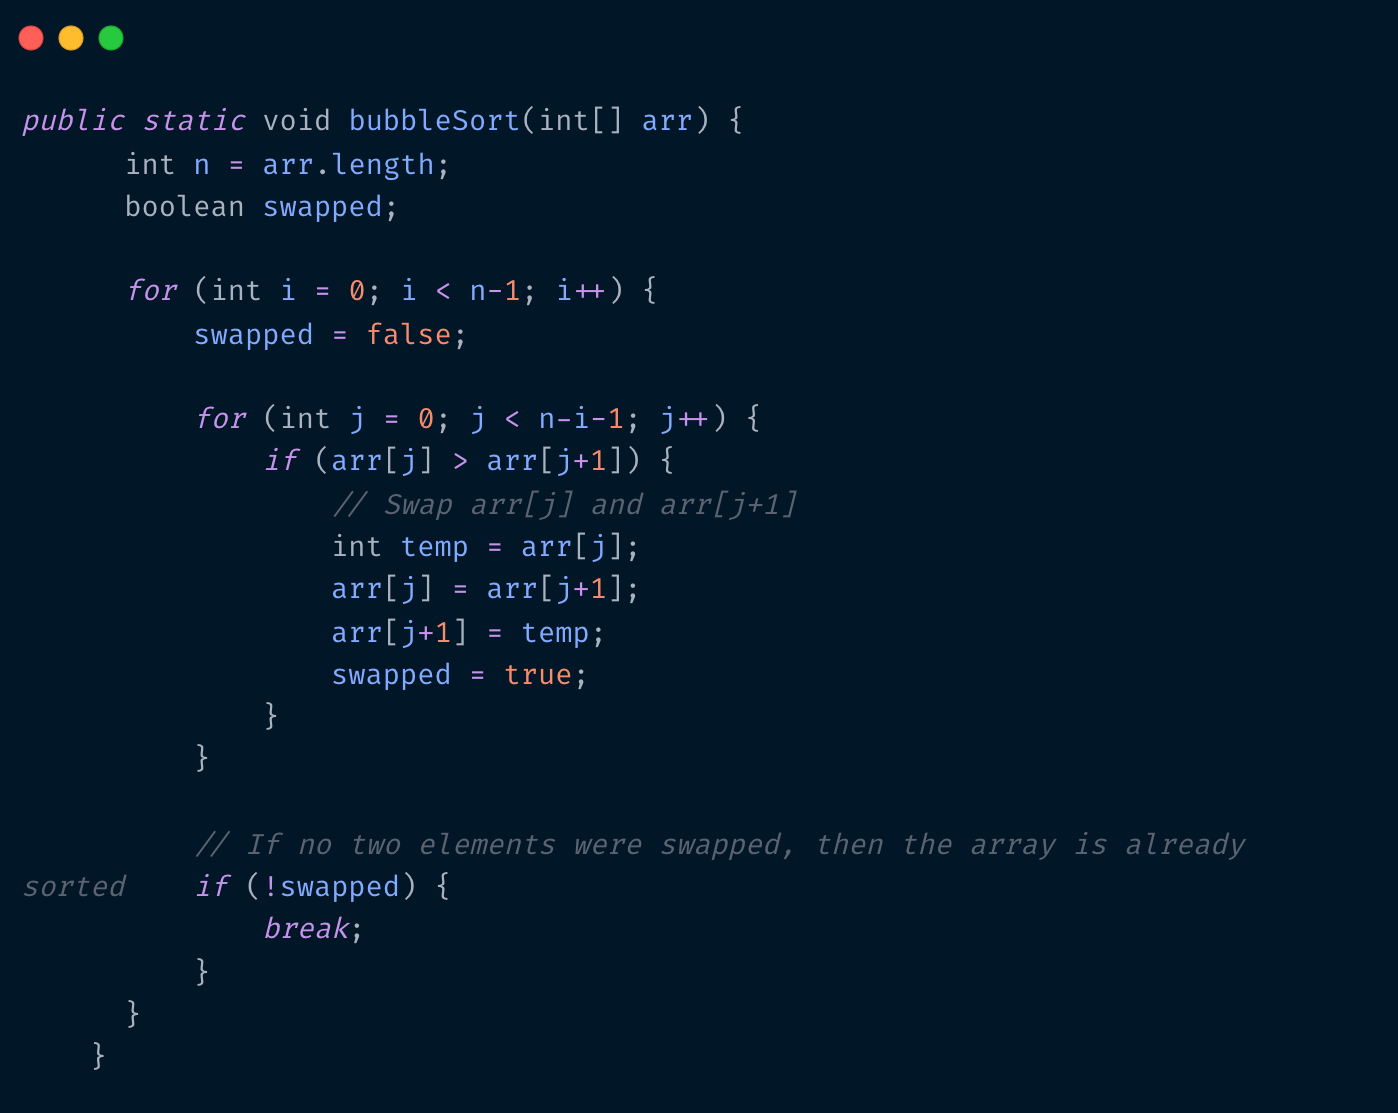 public static void bubbleSort(int[] arr) {
      int n = arr.length;
      boolean swapped;

      for (int i = 0; i < n-1; i++) {
          swapped = false;

          for (int j = 0; j < n-i-1; j++) {
              if (arr[j] > arr[j+1]) {
                  // Swap arr[j] and arr[j+1]
                  int temp = arr[j];
                  arr[j] = arr[j+1];
                  arr[j+1] = temp;
                  swapped = true;
              }
          }

          // If no two elements were swapped, then the array is already
sorted    if (!swapped) {
              break;
          }
      }
    }